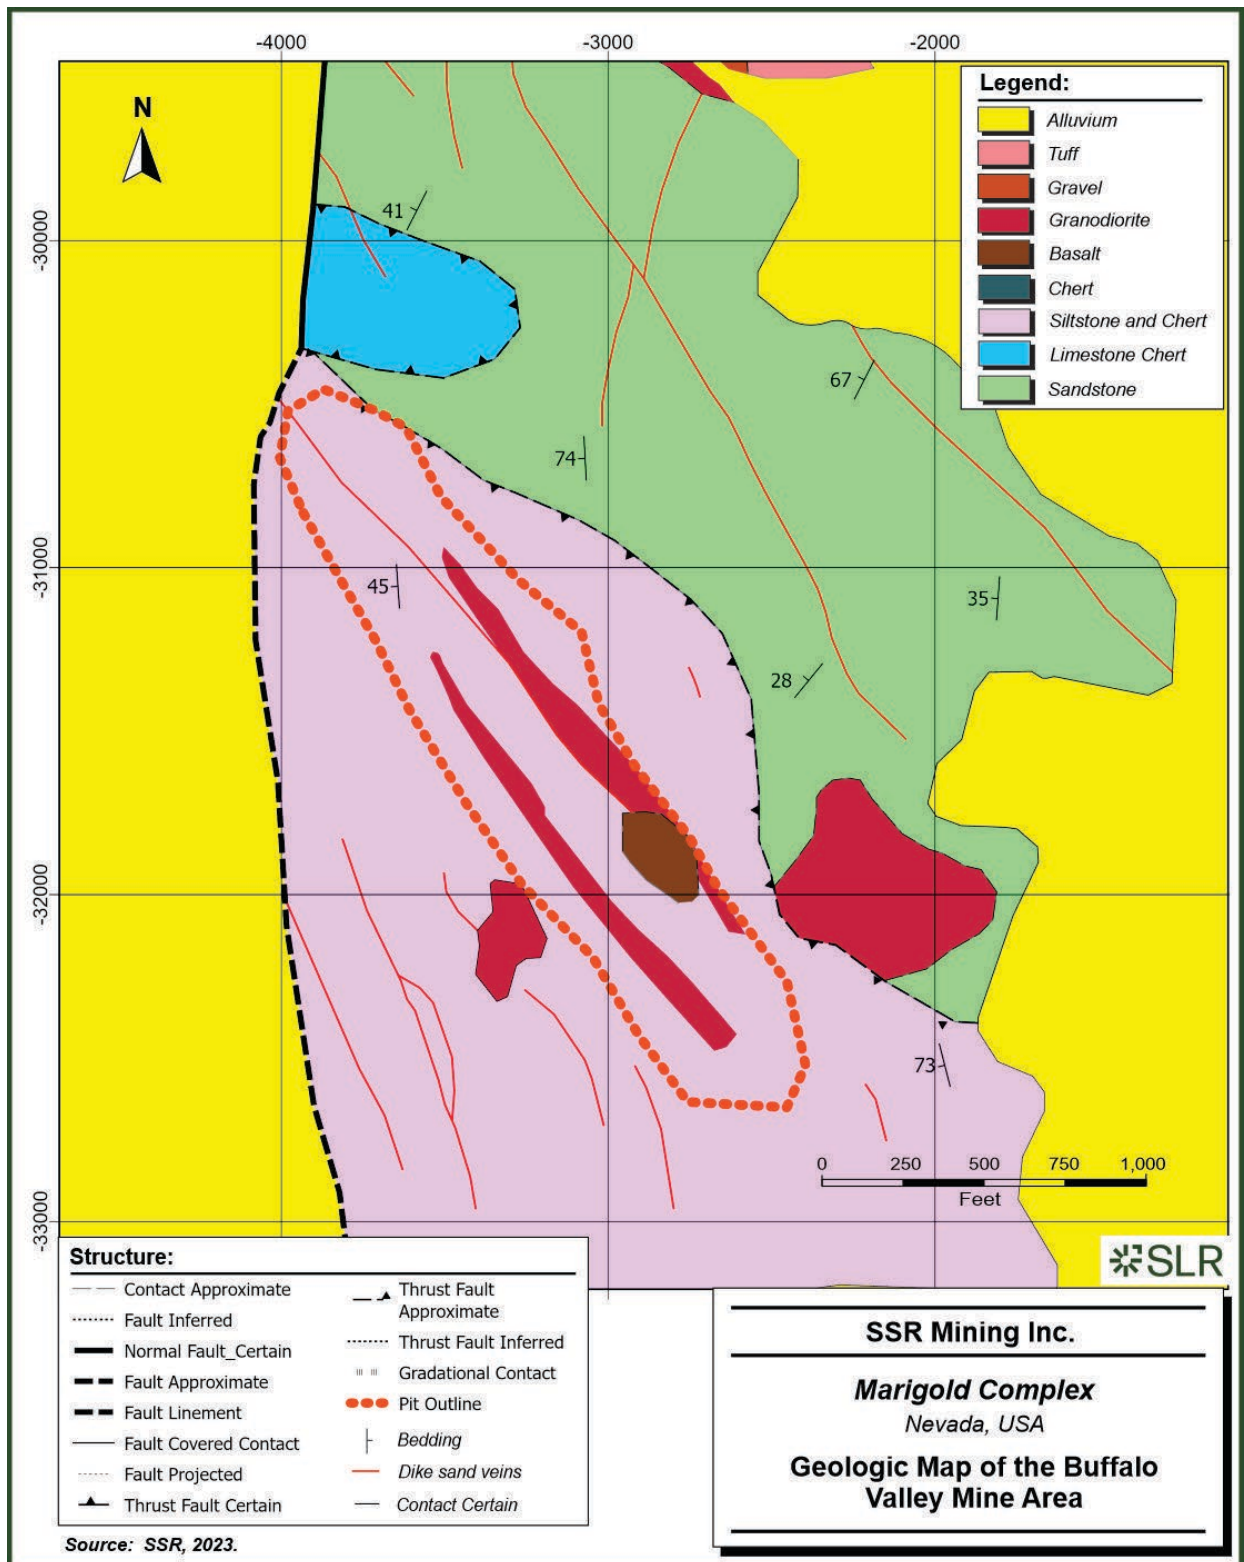 -4000
-3000
-2000
N
-30000
-31000
-32000
-33000
41
67
74
45
35
28
73
Legend:
Alluvium
Tuff
Gravel
Granodiorite
Basalt
Chert
Siltstone and Chert
Limestone Chert
Sandstone
0 250 500 750 1,000
Feet
SLR
Structure:
Contact Approximate
Fault Inferred
Normal Fault_Certain
Fault Approximate
Fault Linement
Fault Covered Contact
Fault Projected
Thrust Fault Certain
Thrust Fault
Approximate
Thrust Fault Inferred
Gradational Contact
Pit Outline
Bedding
Dike sand veins
Contact Certain
Source: SSR, 2023.
SSR Mining Inc.
Marigold Complex
Nevada, USA
Geologic Map of the Buffalo
Valley Mine Area